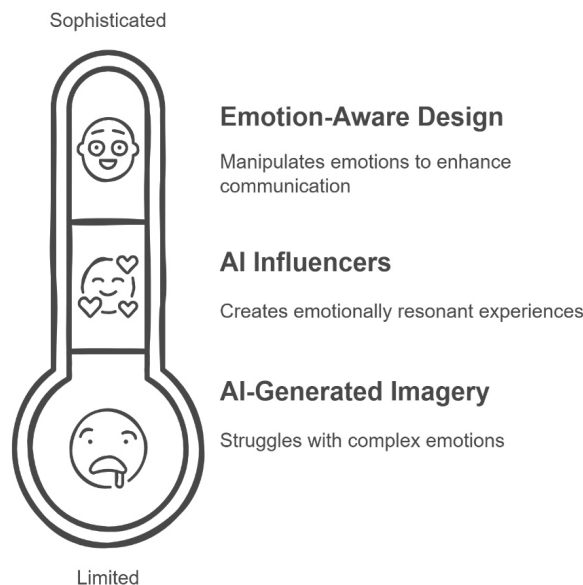 Sophisticated
Emotion-Aware Design
Manipulates emotions to enhance
communication
AI Influencers
Creates emotionally resonant experiences
AI-Generated Imagery
Struggles with complex emotions
Limited